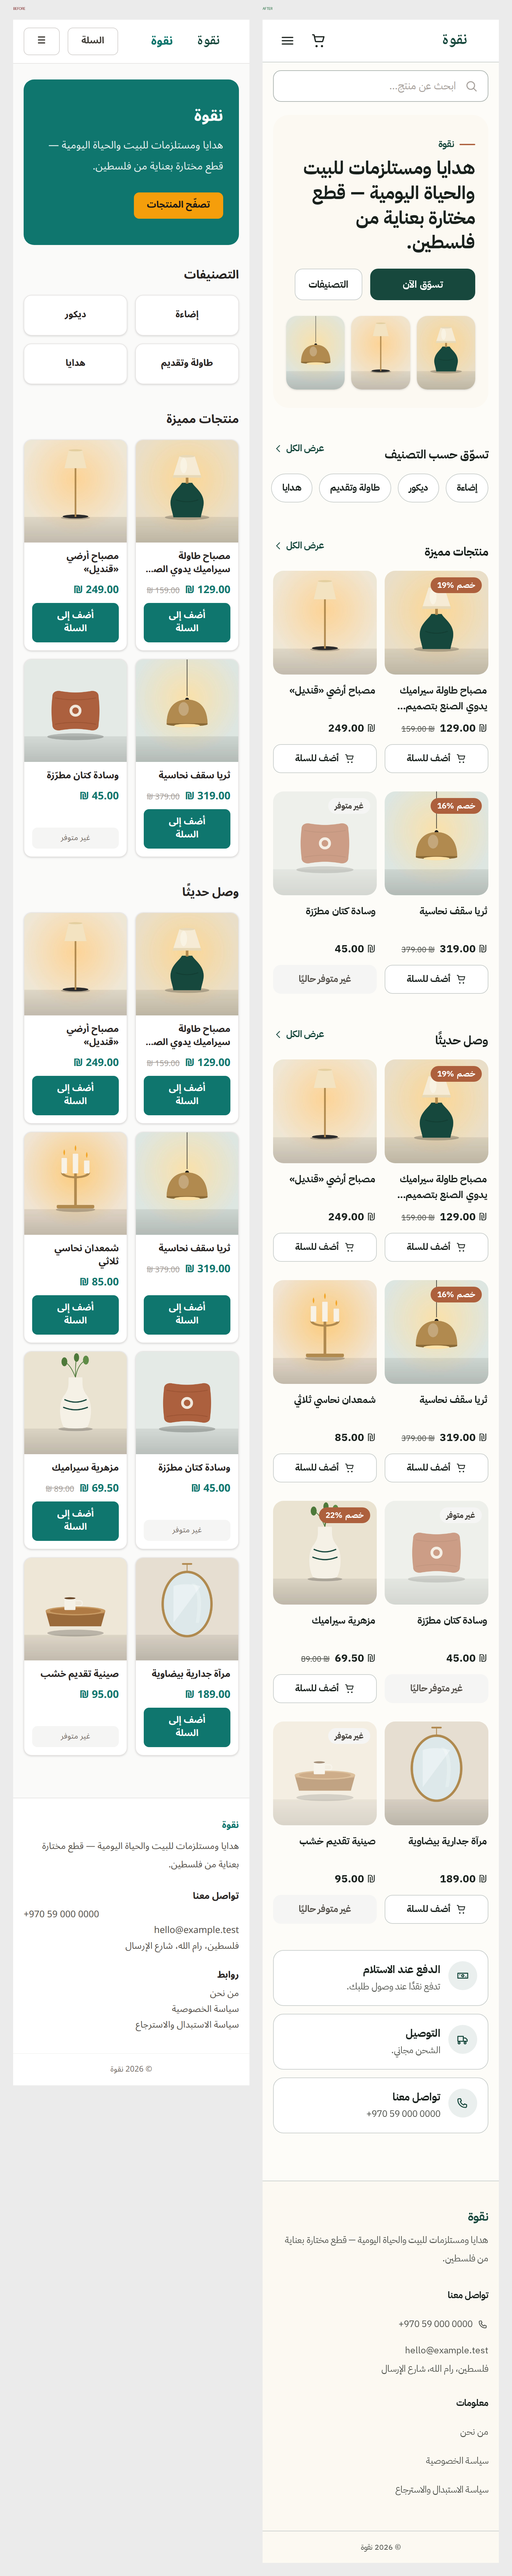 BEFORE
نقوة
نقوة
السلة
نقوة
هدايا ومستلزمات للبيت والحياة اليومية —
قطع مختارة بعناية من فلسطين.
تصفّح المنتجات
التصنيفات
إضاءة
ديكور
طاولة وتقديم
هدايا
منتجات مميزة
مصباح طاولة
سيراميك يدوي الصـ...
129.00 ₪ 159.00 ₪
أضف إلى
السلة
مصباح أرضي
«قنديل»
249.00 ₪
أضف إلى
السلة
ثريا سقف نحاسية
319.00 ₪ 379.00 ₪
أضف إلى
السلة
وسادة كتان مطرّزة
45.00 ₪
غير متوفر
وصل حديثًا
مصباح طاولة
سيراميك يدوي الصـ...
129.00 ₪ 159.00 ₪
أضف إلى
السلة
مصباح أرضي
«قنديل»
249.00 ₪
أضف إلى
السلة
ثريا سقف نحاسية
319.00 ₪ 379.00 ₪
أضف إلى
السلة
شمعدان نحاسي
ثلاثي
85.00 ₪
أضف إلى
السلة
وسادة كتان مطرّزة
45.00 ₪
غير متوفر
مزهرية سيراميك
69.50 ₪ 89.00 ₪
أضف إلى
السلة
مرآة جدارية بيضاوية
189.00 ₪
أضف إلى
السلة
صينية تقديم خشب
95.00 ₪
غير متوفر
نقوة
هدايا ومستلزمات للبيت والحياة اليومية — قطع مختارة
بعناية من فلسطين.
تواصل معنا
+970 59 000 0000
hello@example.test
فلسطين، رام الله، شارع الإرسال
روابط
من نحن
سياسة الخصوصية
سياسة الاستبدال والاسترجاع
© 2026 نقوة
AFTER
نقوة
ابحث عن منتج...
نقوة
هدايا ومستلزمات للبيت
والحياة اليومية — قطع
مختارة بعناية من
فلسطين.
تسوّق الآن
التصنيفات
تسوّق حسب التصنيف
عرض الكل
إضاءة
ديكور
طاولة وتقديم
هدايا
منتجات مميزة
عرض الكل
خصم 19%
مصباح طاولة سيراميك
يدوي الصنع بتصميم...
₪ 129.00 ₪ 159.00
أضف للسلة
مصباح أرضي «قنديل»
₪ 249.00
أضف للسلة
خصم 16%
ثريا سقف نحاسية
₪ 319.00 ₪ 379.00
أضف للسلة
غير متوفر
وسادة كتان مطرّزة
₪ 45.00
غير متوفر حاليًا
وصل حديثًا
عرض الكل
خصم 19%
مصباح طاولة سيراميك
يدوي الصنع بتصميم...
₪ 129.00 ₪ 159.00
أضف للسلة
مصباح أرضي «قنديل»
₪ 249.00
أضف للسلة
خصم 16%
ثريا سقف نحاسية
₪ 319.00 ₪ 379.00
أضف للسلة
شمعدان نحاسي ثلاثي
₪ 85.00
أضف للسلة
غير متوفر
وسادة كتان مطرّزة
₪ 45.00
غير متوفر حاليًا
خصم 22%
مزهرية سيراميك
₪ 69.50 ₪ 89.00
أضف للسلة
مرآة جدارية بيضاوية
₪ 189.00
أضف للسلة
غير متوفر
صينية تقديم خشب
₪ 95.00
غير متوفر حاليًا
الدفع عند الاستلام
تدفع نقدًا عند وصول طلبك.
التوصيل
الشحن مجاني.
تواصل معنا
+970 59 000 0000
نقوة
هدايا ومستلزمات للبيت والحياة اليومية — قطع مختارة بعناية
من فلسطين.
تواصل معنا
+970 59 000 0000
hello@example.test
فلسطين، رام الله، شارع الإرسال
معلومات
من نحن
سياسة الخصوصية
سياسة الاستبدال والاسترجاع
© 2026 نقوة